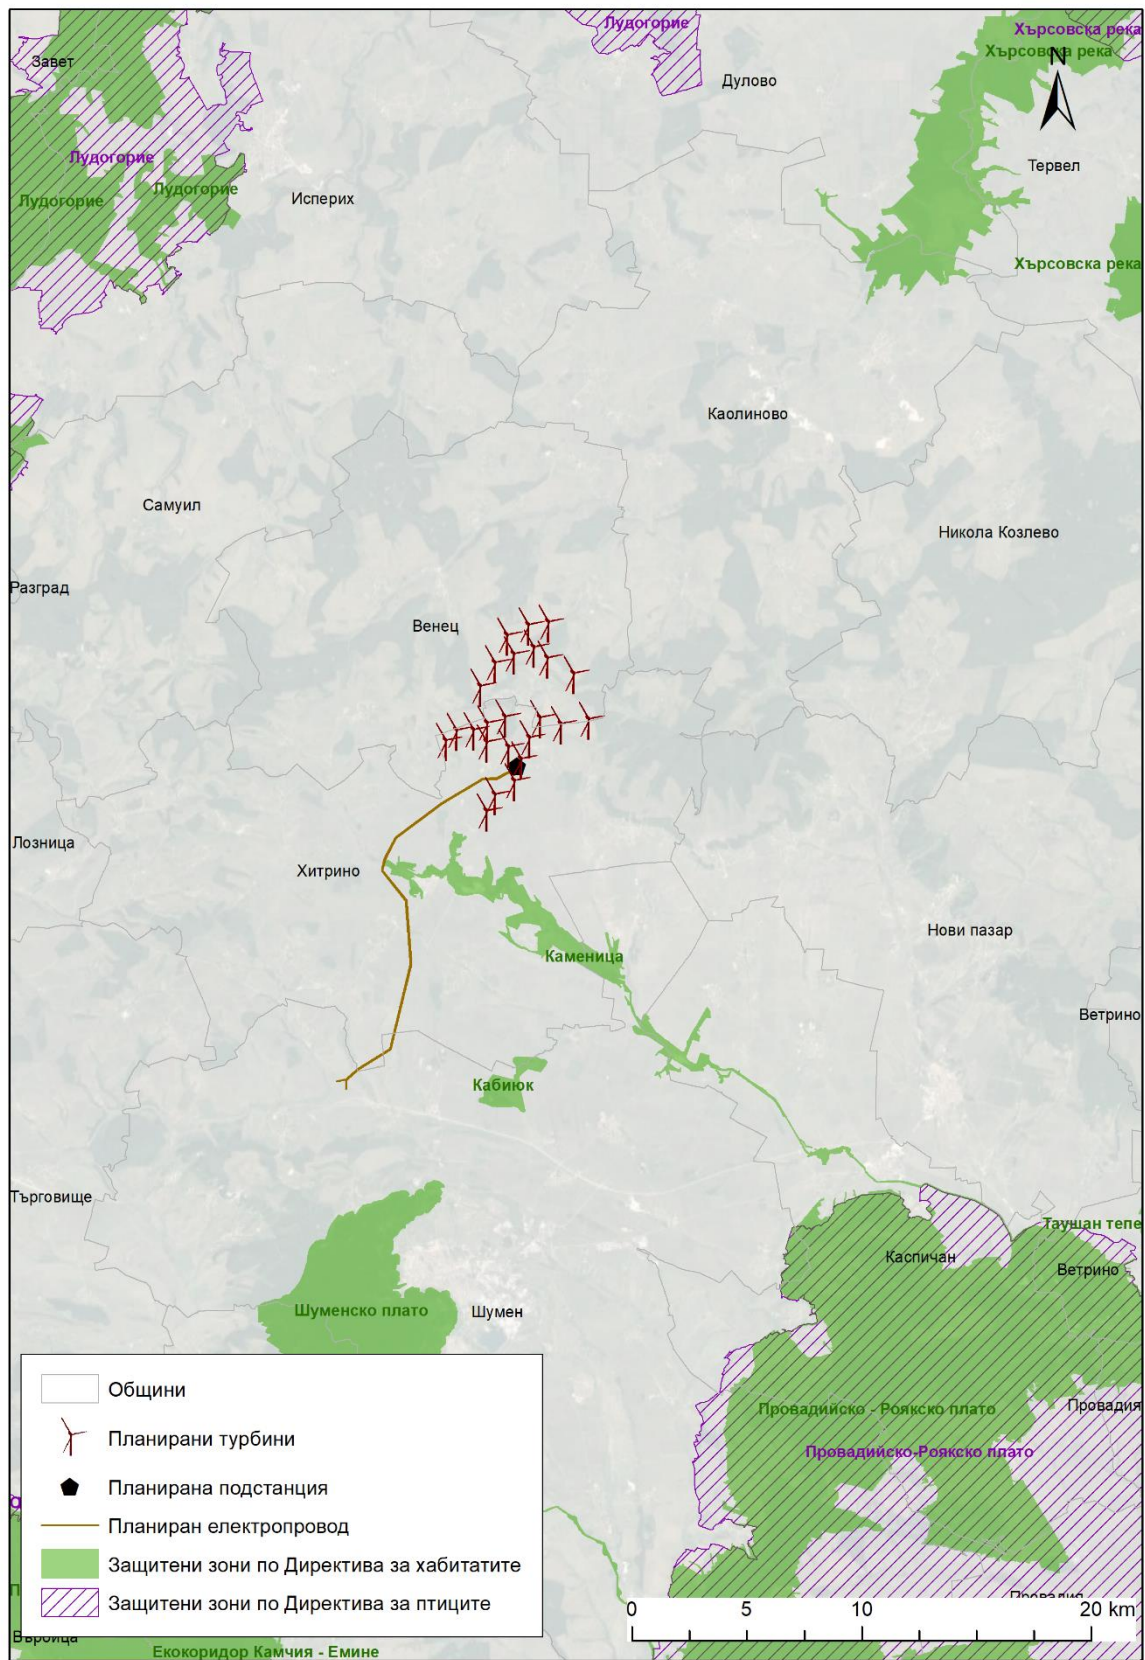 Лудогорие
Хърсовска река
Хърсовска река
N
Завет
Дулово
Лудогорие
Тервел
Лудогорие
Лудогорие
Исперих
Хърсовска река
Каолиново
Самуил
Никола Козлево
Разград
Венец
Лозница
Хитрино
Нови пазар
Каменица
Ветрино
Кабиюк
Търговище
Таушан тепе
Каспичан
Ветрино
Шуменско плато
Шумен
Провадия
Провадийско - Роякско плато
Провадийско-Роякско плато
Общини
Планирани турбини
Планирана подстанция
Планиран електропровод
Защитени зони по Директива за хабитатите
Защитени зони по Директива за птиците
Провадия
0 5 10 20 km
Върбица
Екокоридор Камчия - Емине